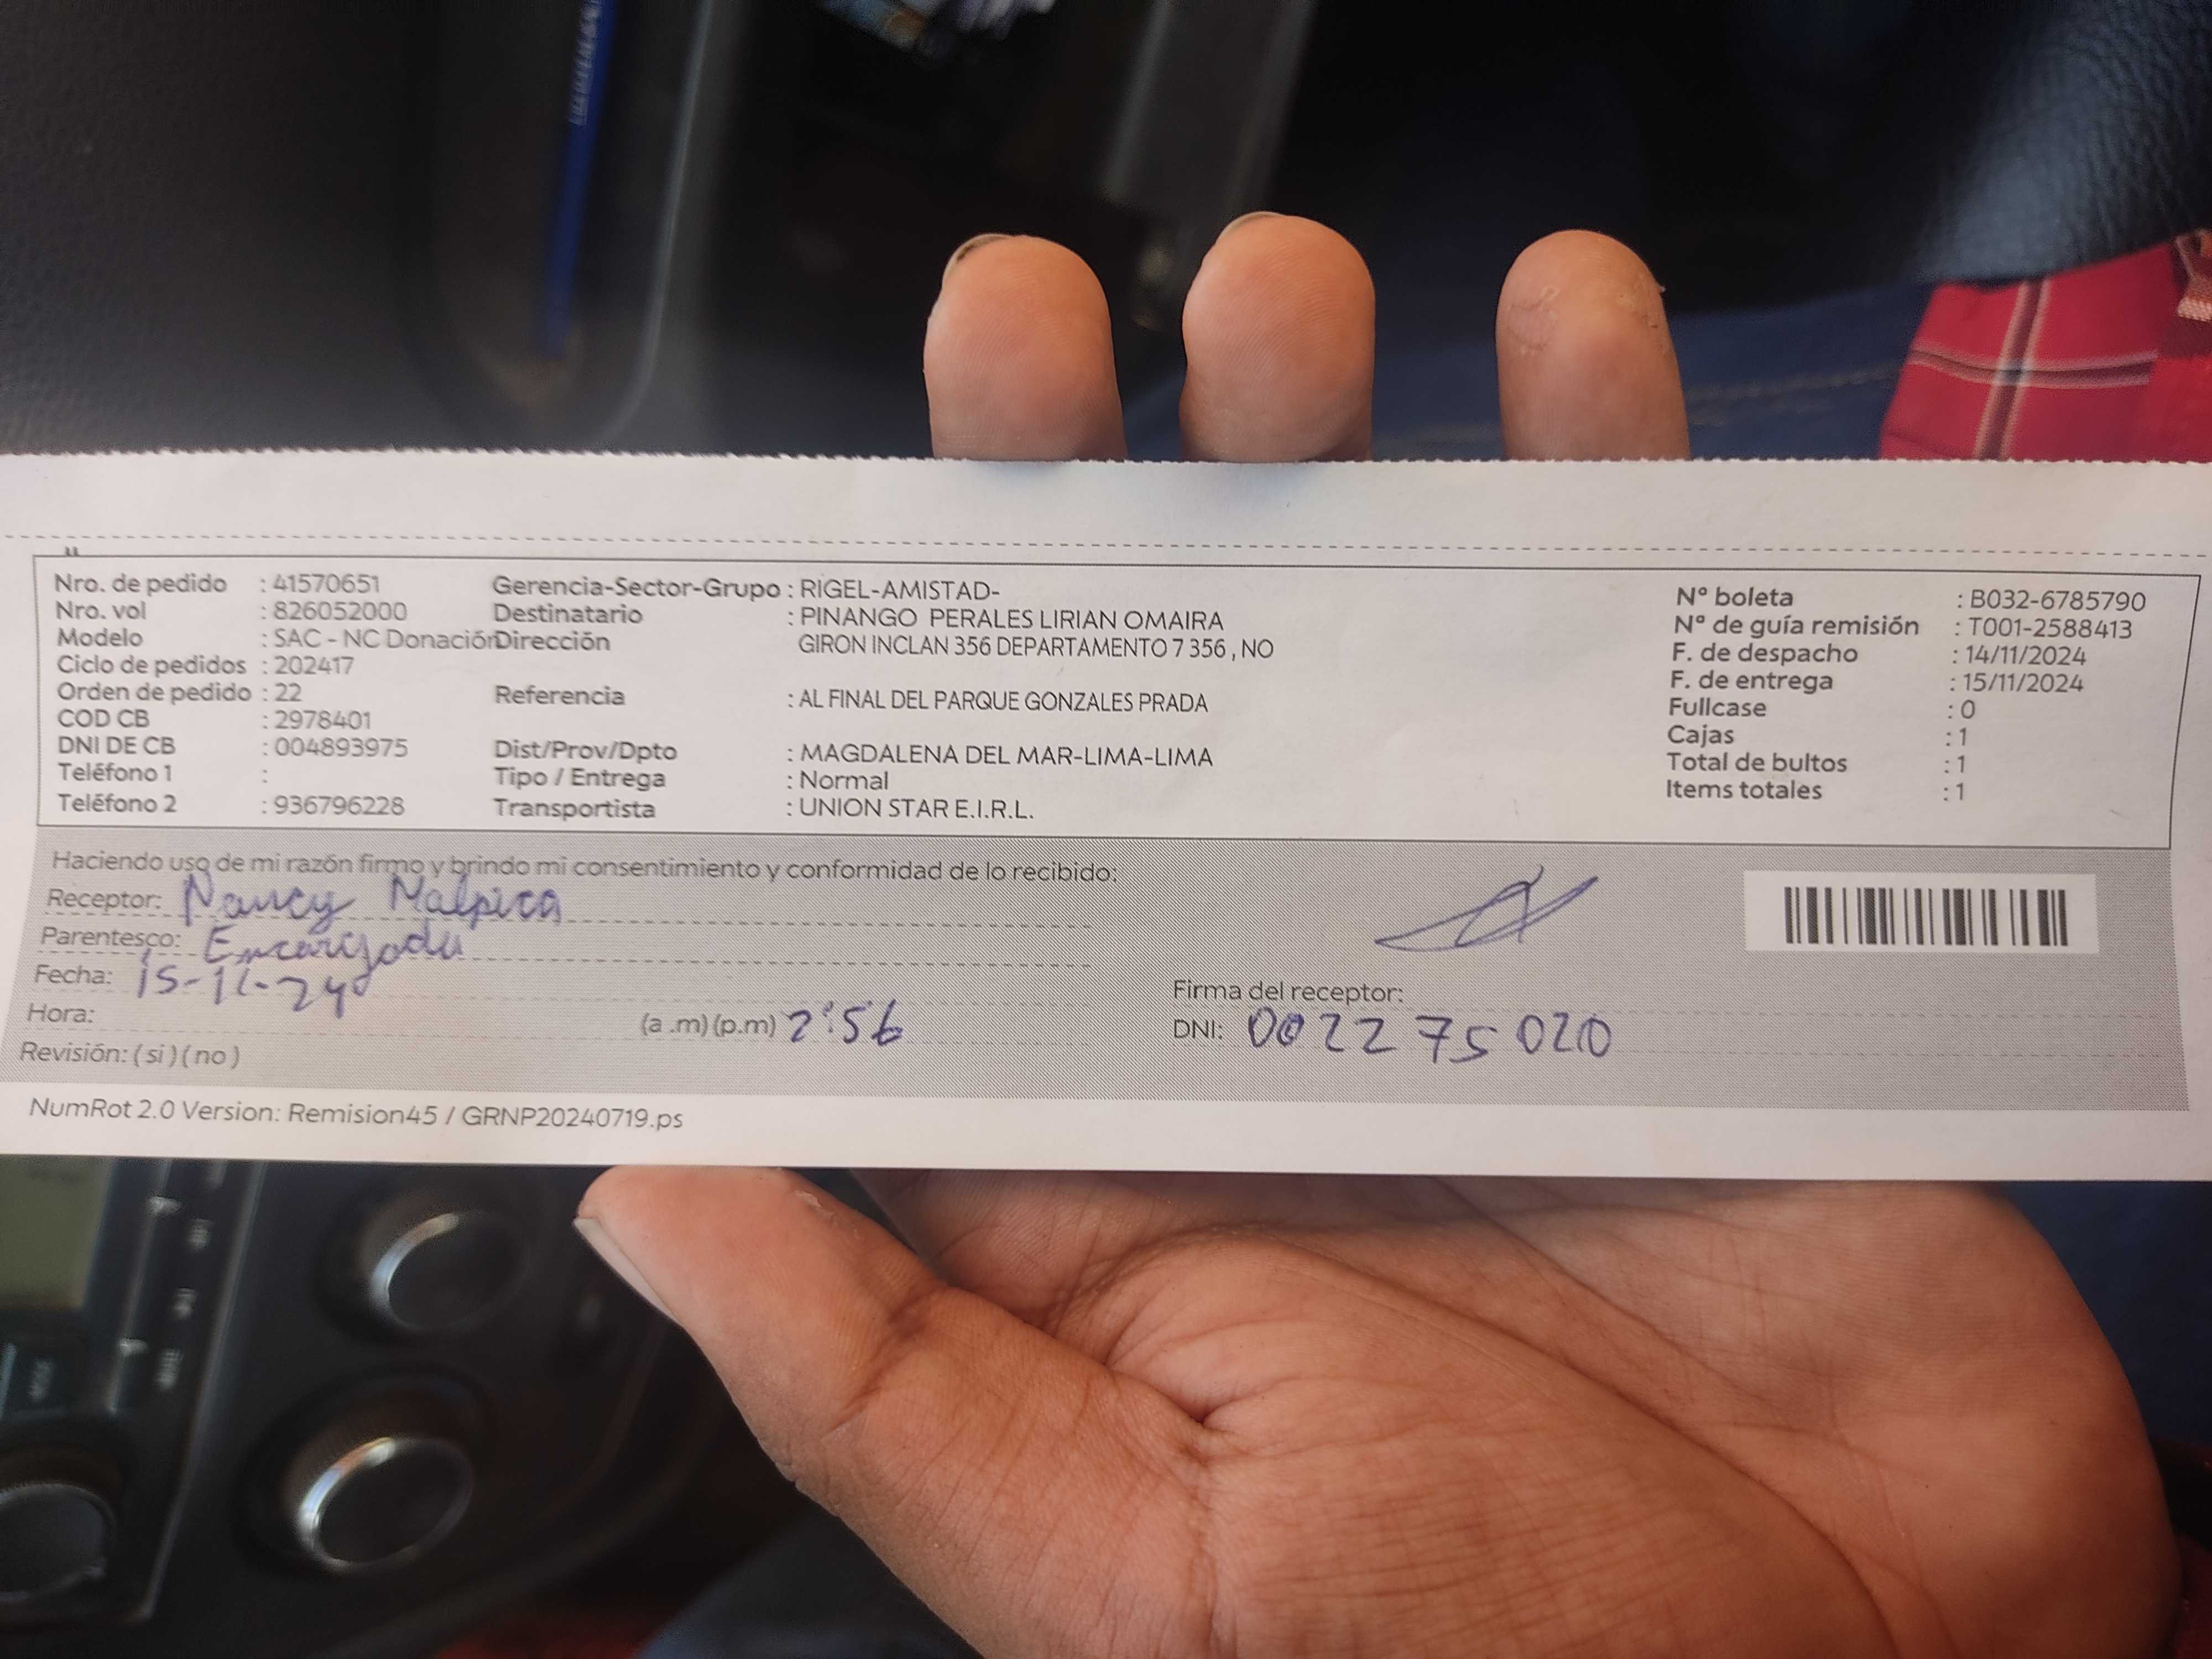 Nro. de pedido : 41570651 Gerencia-Sector-Grupo : RIGEL-AMISTAD- N° boleta : B032-6785790
Nro. vol : 826052000 Destinatario : PINANGO PERALES LIRIAN OMAIRA N° de guía remisión : T001-2588413
Modelo : SAC - NC Donación Dirección GIRON INCLAN 356 DEPARTAMENTO 7 356 , NO F. de despacho : 14/11/2024
Ciclo de pedidos : 202417 F. de entrega : 15/11/2024
Orden de pedido : 22 Referencia : AL FINAL DEL PARQUE GONZALES PRADA Fullcase : 0
COD CB : 2978401 Cajas : 1
DNI DE CB : 004893975 Dist/Prov/Dpto : MAGDALENA DEL MAR-LIMA-LIMA Total de bultos : 1
Teléfono 1 : Tipo / Entrega : Normal Items totales : 1
Teléfono 2 : 936796228 Transportista : UNION STAR E.I.R.L.
Haciendo uso de mi razón firmo y brindo mi consentimiento y conformidad de lo recibido:
Receptor: Nancy Malpica
Parentesco: Encargada
Fecha: 15-11-24
Firma del receptor:
Hora: (a .m) (p.m) 2:56 DNI: 002275020
Revisión: ( si ) ( no )
NumRot 2.0 Version: Remision45 / GRNP20240719.ps